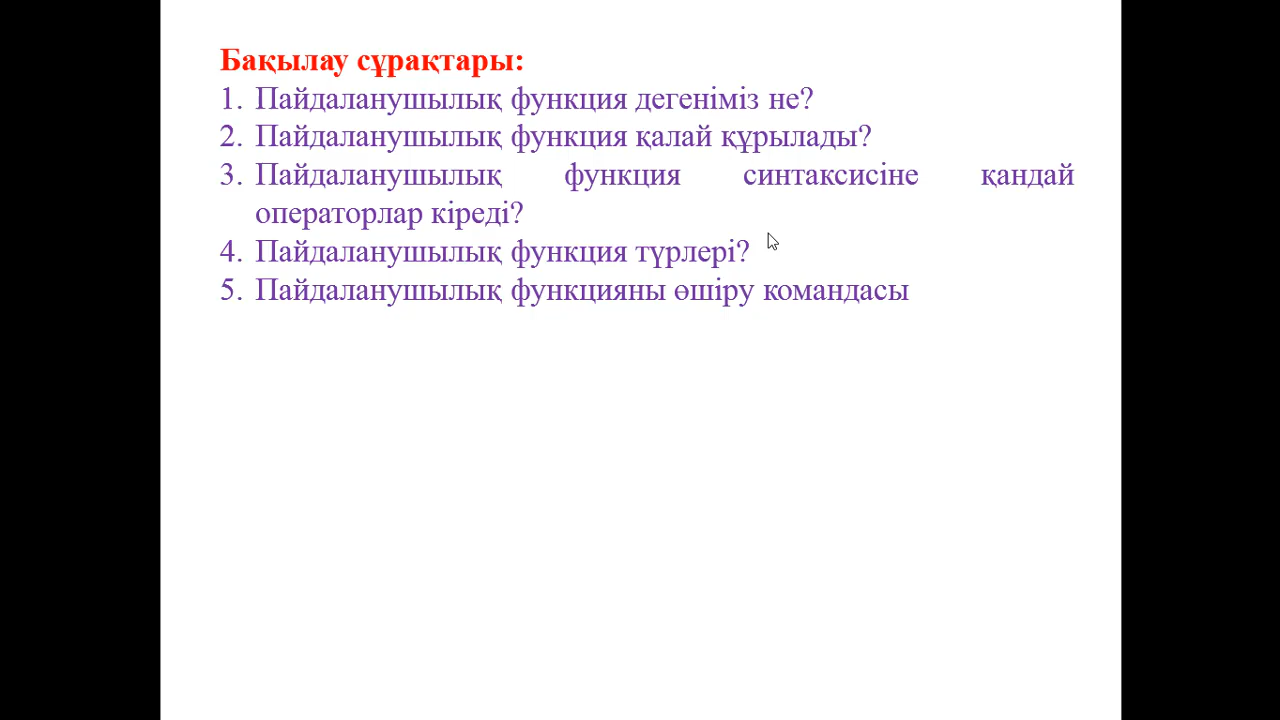 Бақылау сұрақтары:
1. Пайдаланушылық функция дегеніміз не?
2. Пайдаланушылық функция қалай құрылады?
3. Пайдаланушылық функция синтаксисіне қандай
операторлар кіреді?
4. Пайдаланушылық функция түрлері?
5. Пайдаланушылық функцияны өшіру командасы